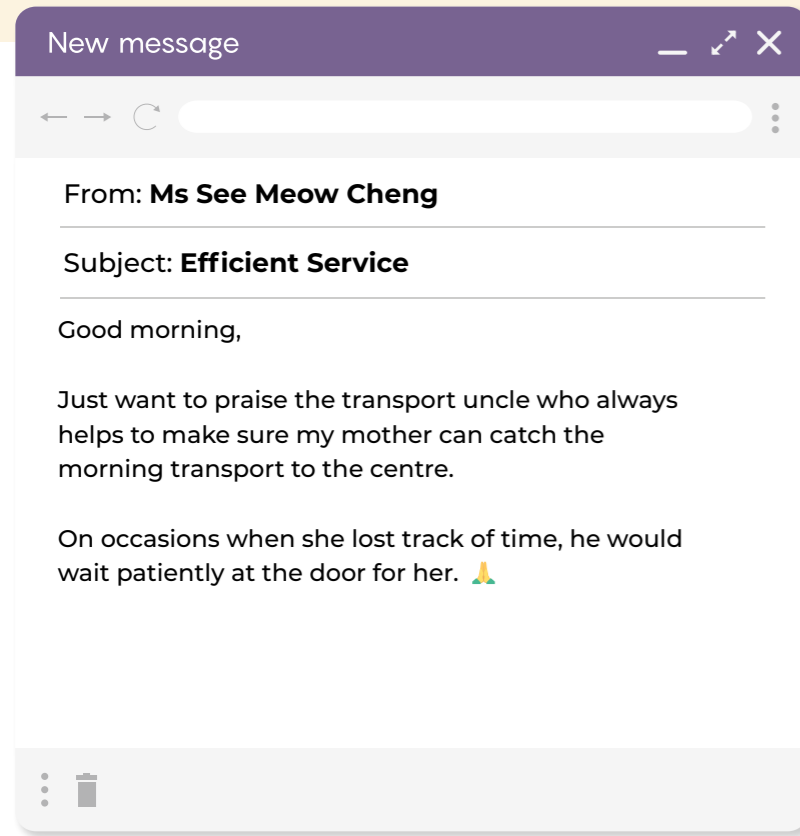 New message
From: Ms See Meow Cheng
Subject: Efficient Service
Good morning,
Just want to praise the transport uncle who always
helps to make sure my mother can catch the
morning transport to the centre.
On occasions when she lost track of time, he would
wait patiently at the door for her. 🙏